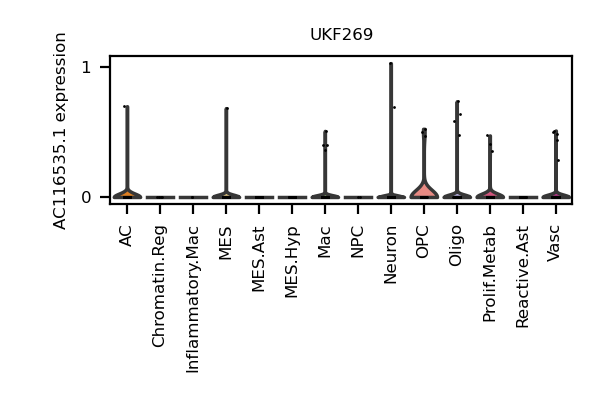 UKF269
AC116535.1 expression
1
0
AC
Chromatin.Reg
Inflammatory.Mac
MES
MES.Ast
MES.Hyp
Mac
NPC
Neuron
OPC
Oligo
Prolif.Metab
Reactive.Ast
Vasc